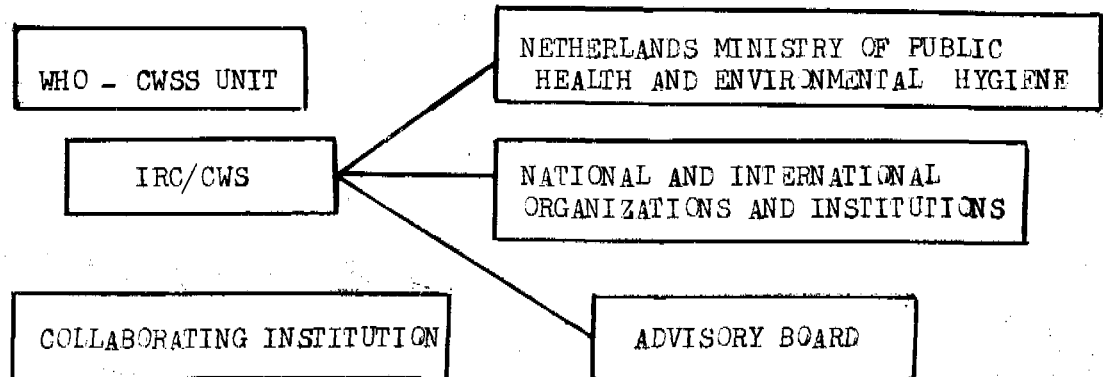 WHO - CWSS UNIT
NETHERLANDS MINISTRY OF PUBLIC
HEALTH AND ENVIRONMENTAL HYGIENE
IRC/CWS
NATIONAL AND INTERNATIONAL
ORGANIZATIONS AND INSTITUTIONS
COLLABORATING INSTITUTION
ADVISORY BOARD